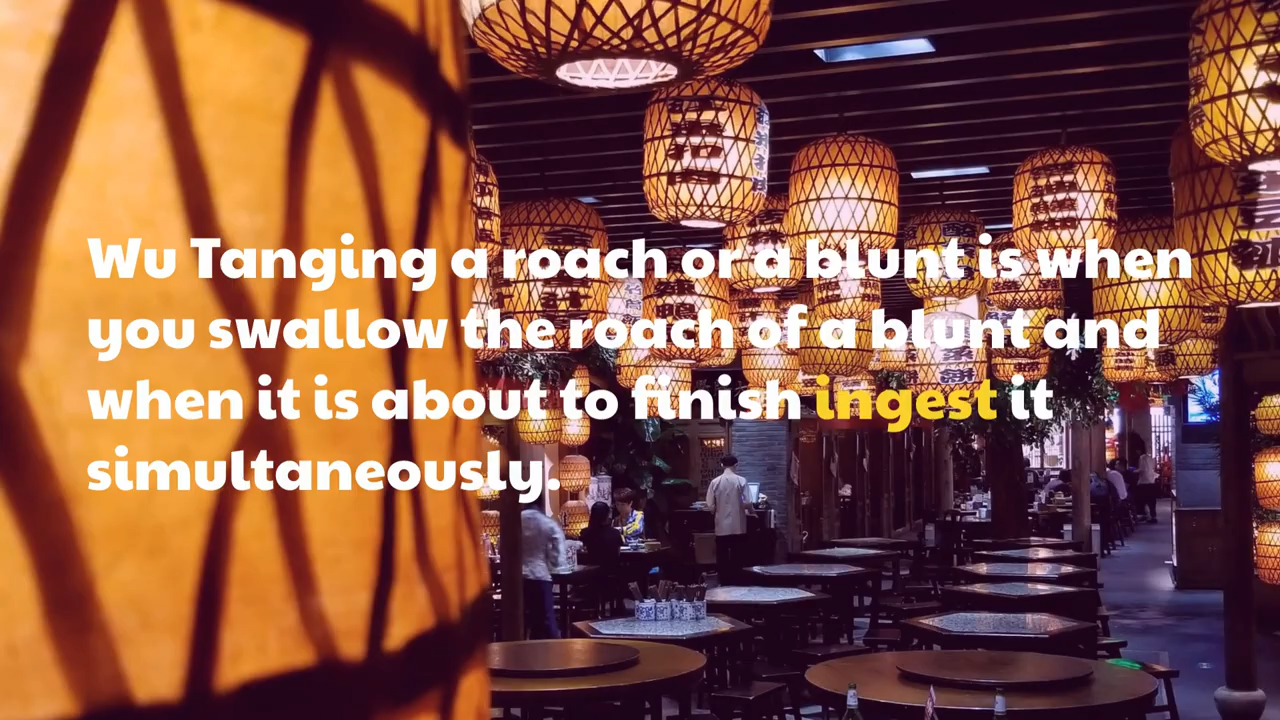 Wu Tanging a roach or a blunt is when
you swallow the roach of a blunt and
when it is about to finish ingest it
simultaneously.